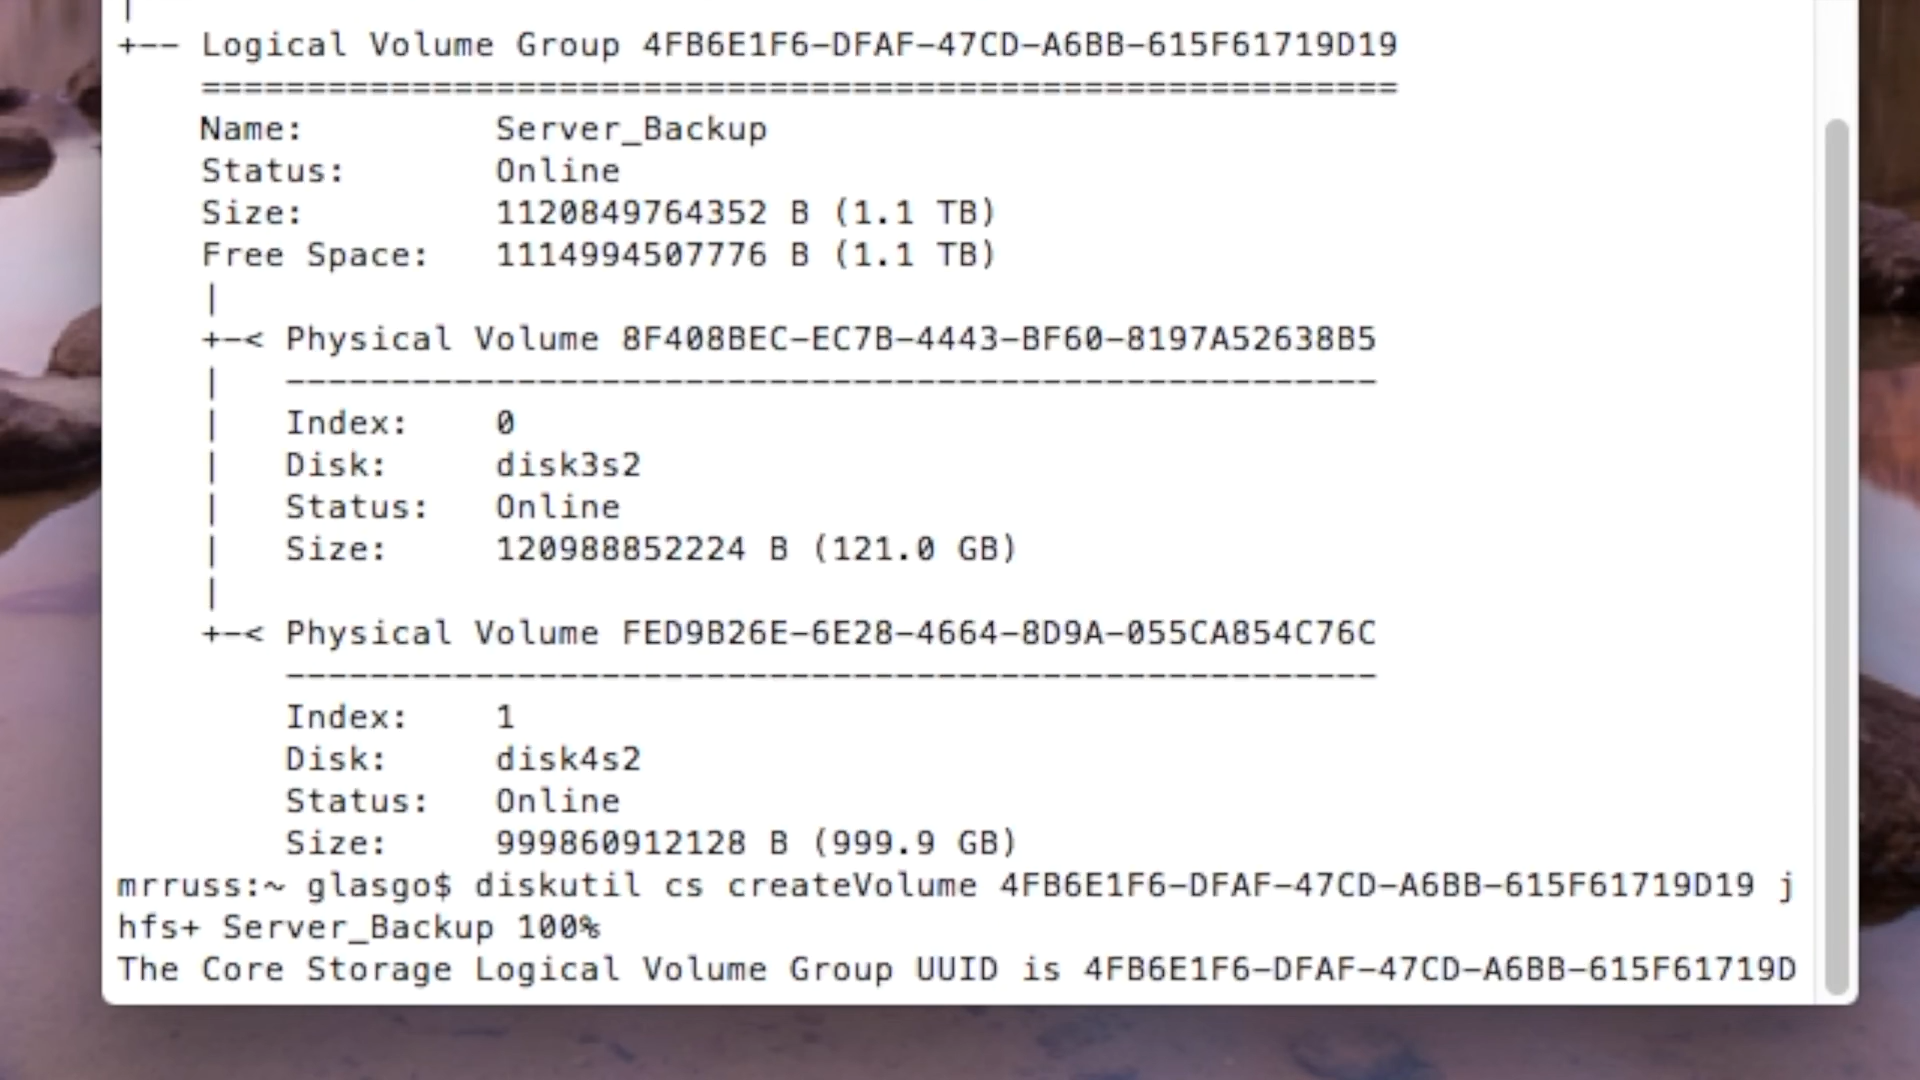 |
+-- Logical Volume Group 4FB6E1F6-DFAF-47CD-A6BB-615F61719D19
=========================================================
Name: Server_Backup
Status: Online
Size: 1120849764352 B (1.1 TB)
Free Space: 1114994507776 B (1.1 TB)
|
+-< Physical Volume 8F408BEC-EC7B-4443-BF60-8197A52638B5
| ----------------------------------------------------
| Index: 0
| Disk: disk3s2
| Status: Online
| Size: 120988852224 B (121.0 GB)
|
+-< Physical Volume FED9B26E-6E28-4664-8D9A-055CA854C76C
----------------------------------------------------
Index: 1
Disk: disk4s2
Status: Online
Size: 999860912128 B (999.9 GB)
mrruss:~ glasgo$ diskutil cs createVolume 4FB6E1F6-DFAF-47CD-A6BB-615F61719D19 j
hfs+ Server_Backup 100%
The Core Storage Logical Volume Group UUID is 4FB6E1F6-DFAF-47CD-A6BB-615F61719D